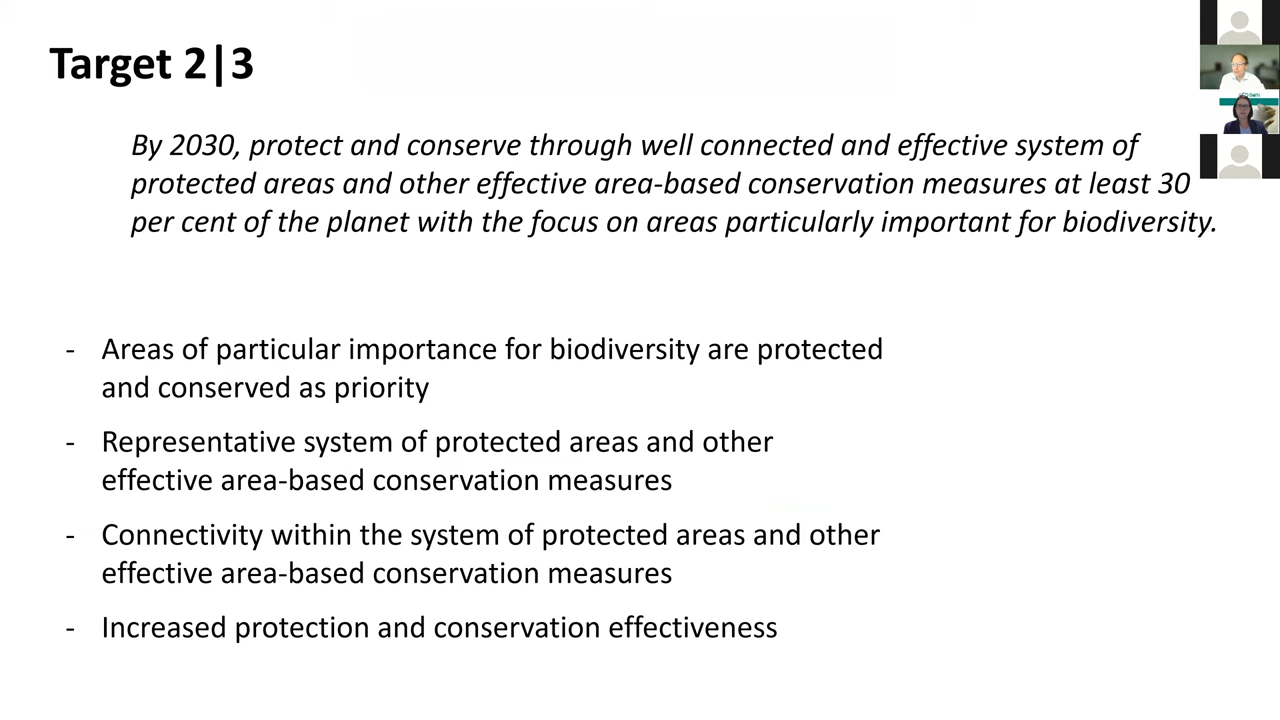 Target 2|3
By 2030, protect and conserve through well connected and effective system of
protected areas and other effective area-based conservation measures at least 30
per cent of the planet with the focus on areas particularly important for biodiversity.
- Areas of particular importance for biodiversity are protected
and conserved as priority
- Representative system of protected areas and other
effective area-based conservation measures
- Connectivity within the system of protected areas and other
effective area-based conservation measures
- Increased protection and conservation effectiveness